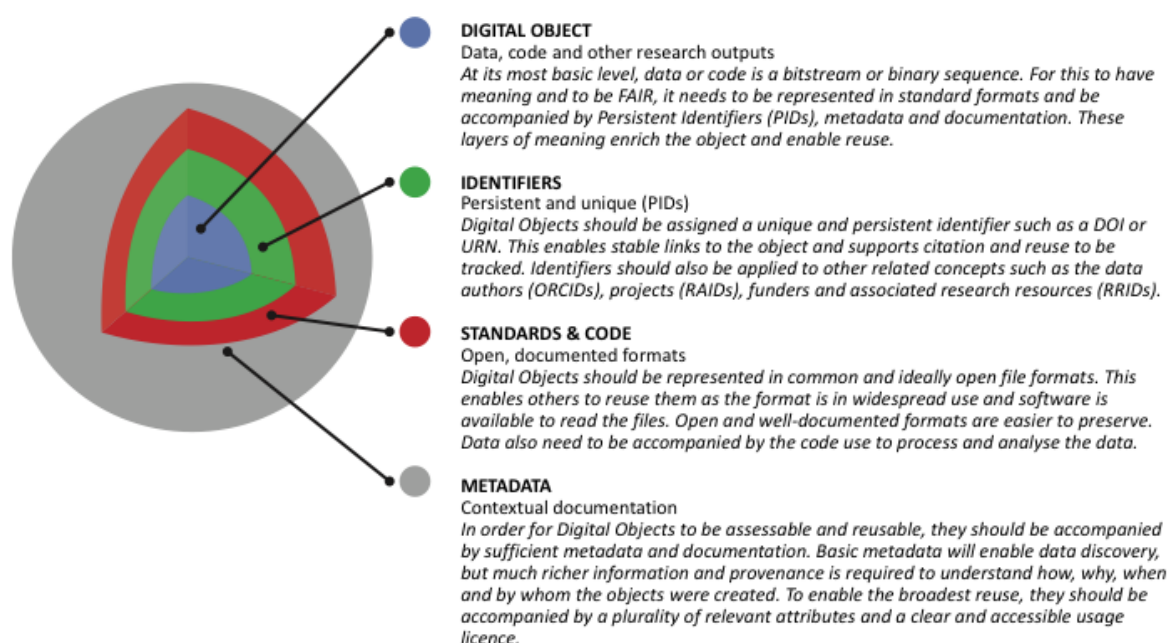 DIGITAL OBJECT
Data, code and other research outputs
At its most basic level, data or code is a bitstream or binary sequence. For this to have
meaning and to be FAIR, it needs to be represented in standard formats and be
accompanied by Persistent Identifiers (PIDs), metadata and documentation. These
layers of meaning enrich the object and enable reuse.
IDENTIFIERS
Persistent and unique (PIDs)
Digital Objects should be assigned a unique and persistent identifier such as a DOI or
URN. This enables stable links to the object and supports citation and reuse to be
tracked. Identifiers should also be applied to other related concepts such as the data
authors (ORCIDs), projects (RAIDs), funders and associated research resources (RRIDs).
STANDARDS & CODE
Open, documented formats
Digital Objects should be represented in common and ideally open file formats. This
enables others to reuse them as the format is in widespread use and software is
available to read the files. Open and well-documented formats are easier to preserve.
Data also need to be accompanied by the code use to process and analyse the data.
METADATA
Contextual documentation
In order for Digital Objects to be assessable and reusable, they should be accompanied
by sufficient metadata and documentation. Basic metadata will enable data discovery,
but much richer information and provenance is required to understand how, why, when
and by whom the objects were created. To enable the broadest reuse, they should be
accompanied by a plurality of relevant attributes and a clear and accessible usage
licence.